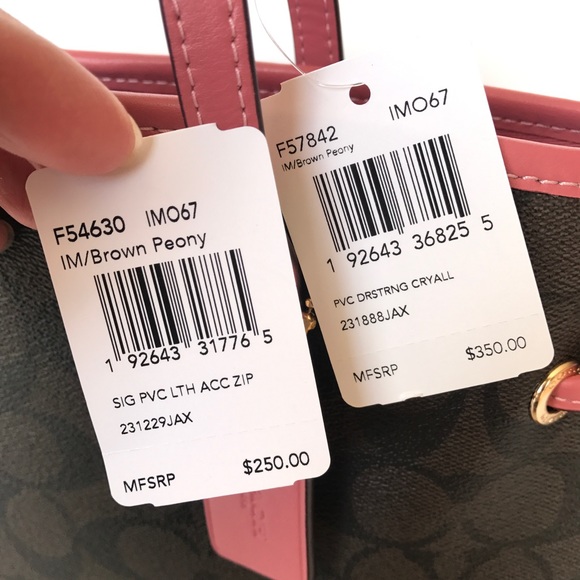 F54630 IMO67
IM/Brown Peony
1 92643 31776 5
SIG PVC LTH ACC ZIP
231229JAX
MFSRP $250.00
F57842 IMO67
IM/Brown Peony
1 92643 36825 5
PVC DRSTRNG CRYALL
231888JAX
MFSRP $350.00